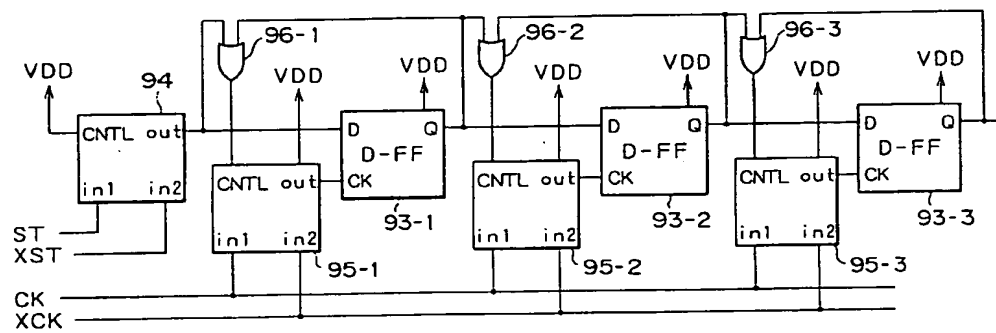 96-1 96-2 96-3
VDD 94 VDD VDD VDD VDD VDD VDD
CNTL out D Q D Q D Q
D-FF D-FF D-FF
CNTL out CK CNTL out CK CNTL out CK
in1 in2 93-1 93-2 93-3
ST in1 in2 in1 in2 in1 in2
XST 95-1 95-2 95-3
CK
XCK